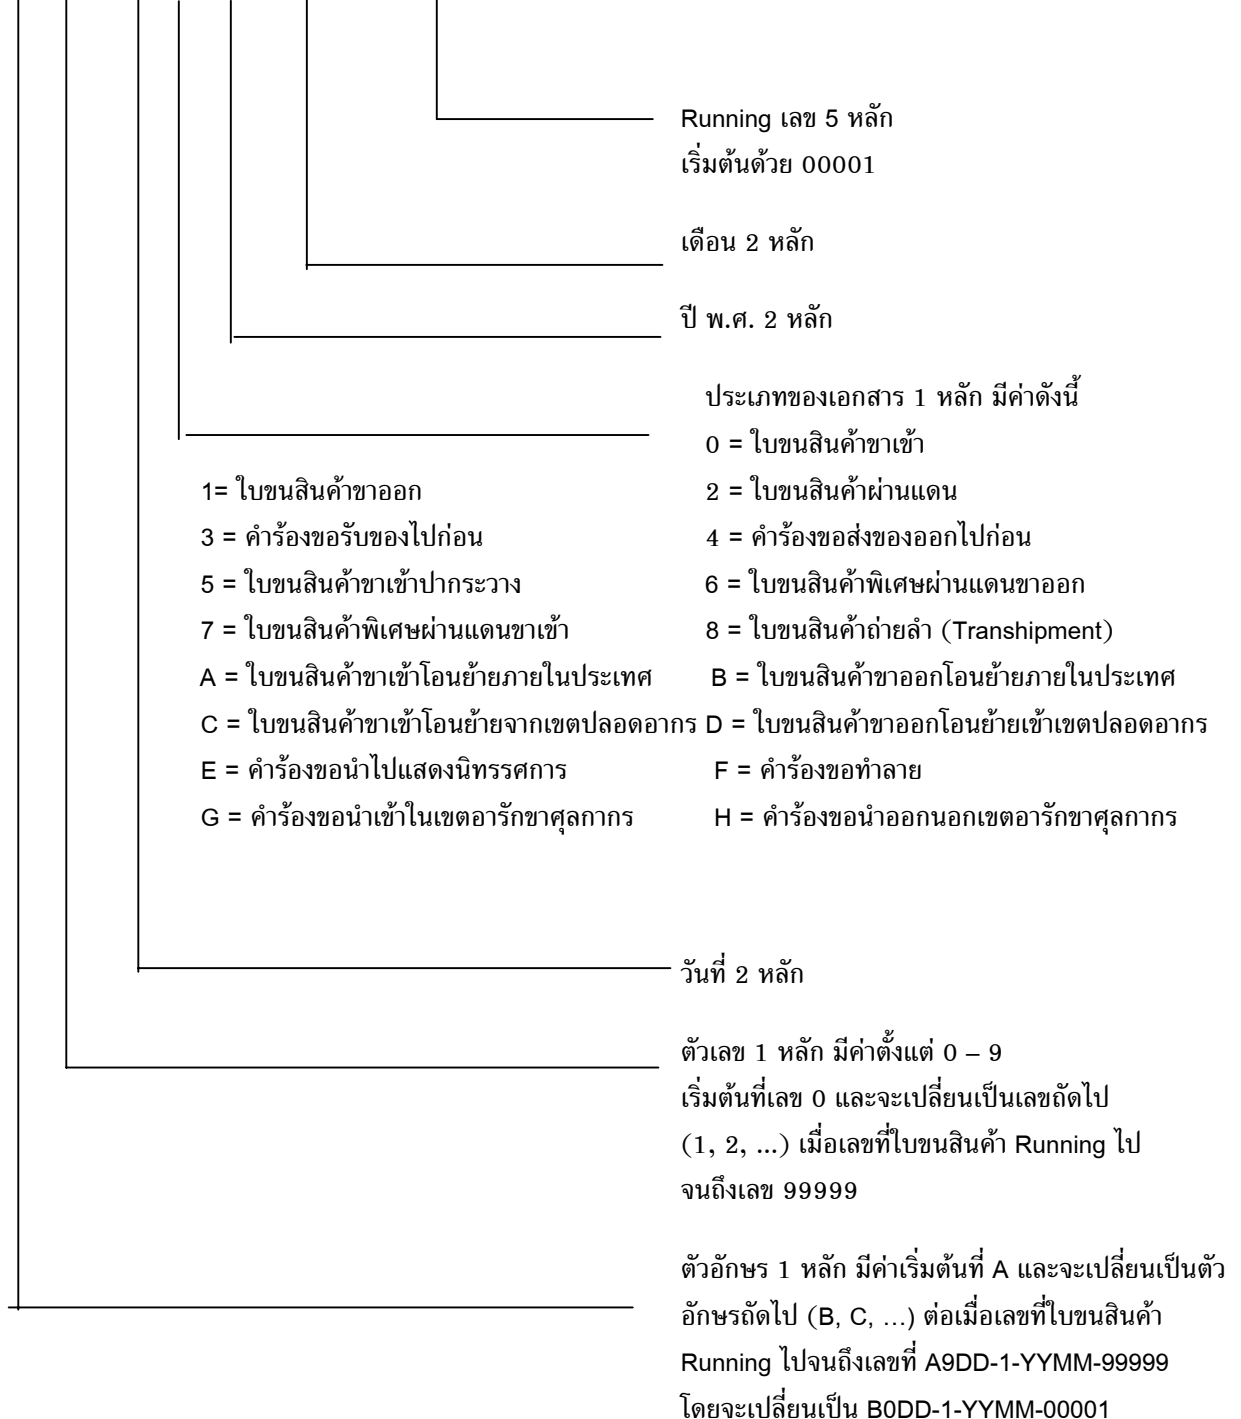 Running เลข 5 หลัก
เริ่มต้นด้วย 00001
เดือน 2 หลัก
ปี พ.ศ. 2 หลัก
ประเภทของเอกสาร 1 หลัก มีค่าดังนี้
0 = ใบขนสินค้าขาเข้า
1= ใบขนสินค้าขาออก 2 = ใบขนสินค้าผ่านแดน
3 = คำร้องขอรับของไปก่อน 4 = คำร้องขอส่งของออกไปก่อน
5 = ใบขนสินค้าขาเข้าปากระวาง 6 = ใบขนสินค้าพิเศษผ่านแดนขาออก
7 = ใบขนสินค้าพิเศษผ่านแดนขาเข้า 8 = ใบขนสินค้าถ่ายลำ (Transhipment)
A = ใบขนสินค้าขาเข้าโอนย้ายภายในประเทศ B = ใบขนสินค้าขาออกโอนย้ายภายในประเทศ
C = ใบขนสินค้าขาเข้าโอนย้ายจากเขตปลอดอากร D = ใบขนสินค้าขาออกโอนย้ายเข้าเขตปลอดอากร
E = คำร้องขอนำไปแสดงนิทรรศการ F = คำร้องขอทำลาย
G = คำร้องขอนำเข้าในเขตอารักขาศุลกากร H = คำร้องขอนำออกนอกเขตอารักขาศุลกากร
วันที่ 2 หลัก
ตัวเลข 1 หลัก มีค่าตั้งแต่ 0 – 9
เริ่มต้นที่เลข 0 และจะเปลี่ยนเป็นเลขถัดไป
(1, 2, ...) เมื่อเลขที่ใบขนสินค้า Running ไป
จนถึงเลข 99999
ตัวอักษร 1 หลัก มีค่าเริ่มต้นที่ A และจะเปลี่ยนเป็นตัว
อักษรถัดไป (B, C, …) ต่อเมื่อเลขที่ใบขนสินค้า
Running ไปจนถึงเลขที่ A9DD-1-YYMM-99999
โดยจะเปลี่ยนเป็น B0DD-1-YYMM-00001